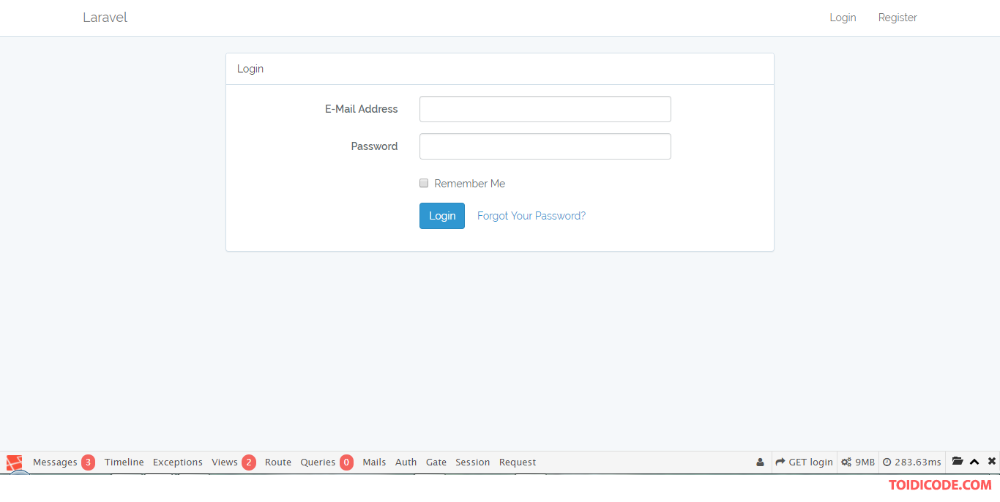 Laravel Login Register
Login
E-Mail Address
Password
Remember Me
Login Forgot Your Password?
Messages 3 Timeline Exceptions Views 2 Route Queries 0 Mails Auth Gate Session Request GET login 9MB 283.63ms
TOIDICODE.COM